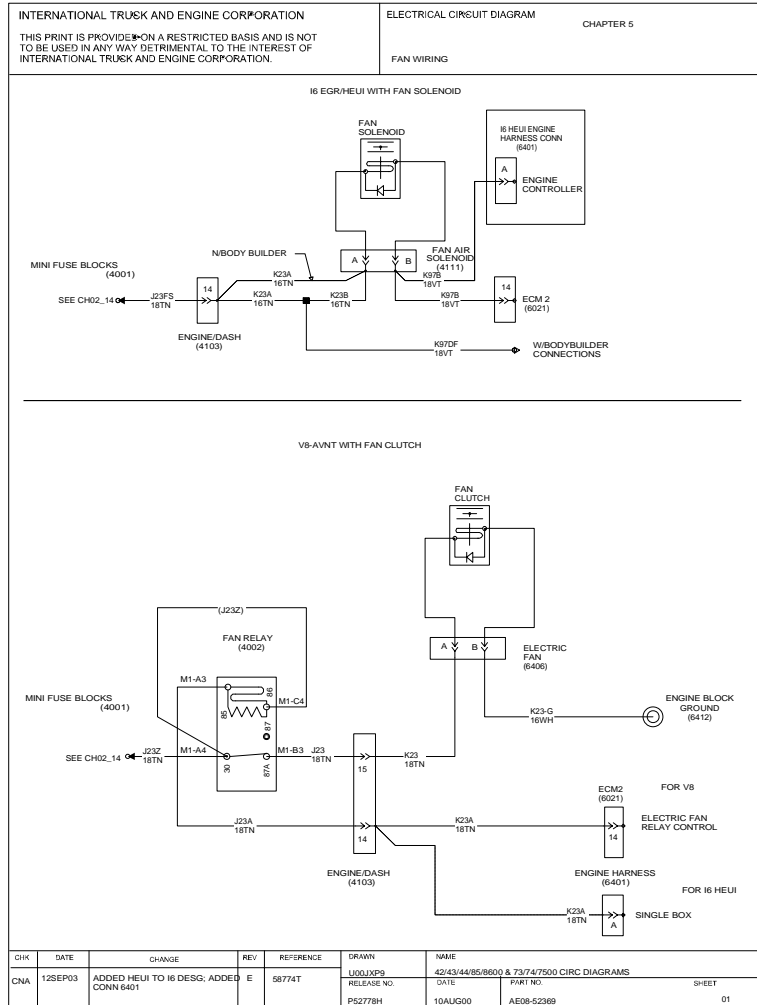 INTERNATIONAL TRUCK AND ENGINE CORPORATION
THIS PRINT IS PROVIDED ON A RESTRICTED BASIS AND IS NOT
TO BE USED IN ANY WAY DETRIMENTAL TO THE INTEREST OF
INTERNATIONAL TRUCK AND ENGINE CORPORATION.
ELECTRICAL CIRCUIT DIAGRAM
CHAPTER 5
FAN WIRING
I6 EGR/HEUI WITH FAN SOLENOID
FAN
SOLENOID
I6 HEUI ENGINE
HARNESS CONN
(6401)
A
ENGINE
CONTROLLER
N/BODY BUILDER
A
B
FAN AIR
SOLENOID
(4111)
MINI FUSE BLOCKS
(4001)
SEE CH02_14
J23FS
18TN
14
K23A
16TN
K23A
16TN
K23B
16TN
K97B
18VT
K97B
18VT
14
ECM 2
(6021)
ENGINE/DASH
(4103)
K97DF
18VT
W/BODYBUILDER
CONNECTIONS
V8-AVNT WITH FAN CLUTCH
FAN
CLUTCH
(J23Z)
FAN RELAY
(4002)
A
B
ELECTRIC
FAN
(6406)
M1-A3
86
M1-C4
85
87
MINI FUSE BLOCKS
(4001)
K23-G
16WH
ENGINE BLOCK
GROUND
(6412)
SEE CH02_14
J23Z
18TN
M1-A4
30
87A
M1-B3
J23
18TN
15
K23
18TN
ECM2
(6021)
FOR V8
J23A
18TN
14
K23A
18TN
14
ELECTRIC FAN
RELAY CONTROL
ENGINE/DASH
(4103)
ENGINE HARNESS
(6401)
FOR I6 HEUI
K23A
18TN
A
SINGLE BOX
CHK DATE CHANGE REV REFERENCE DRAWN NAME
CNA 12SEP03 ADDED HEUI TO I6 DESG; ADDED CONN 6401 E 58774T
U00JXP9 42/43/44/85/8600 & 73/74/7500 CIRC DIAGRAMS
RELEASE NO. DATE PART NO. SHEET
P52778H 10AUG00 AE08-52369 01